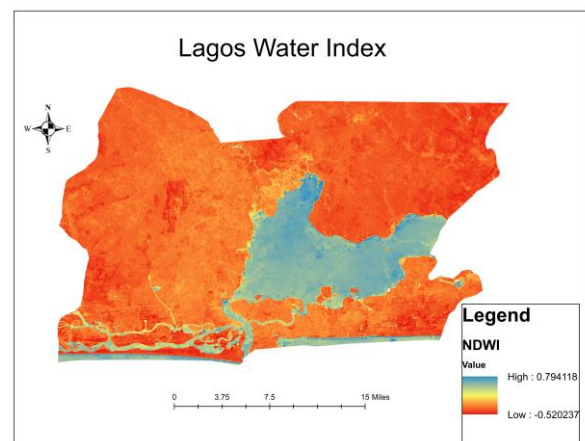 Lagos Water Index
N
W E
S
Legend
NDWI
Value
High : 0.794118
Low : -0.520237
0 3.75 7.5 15 Miles